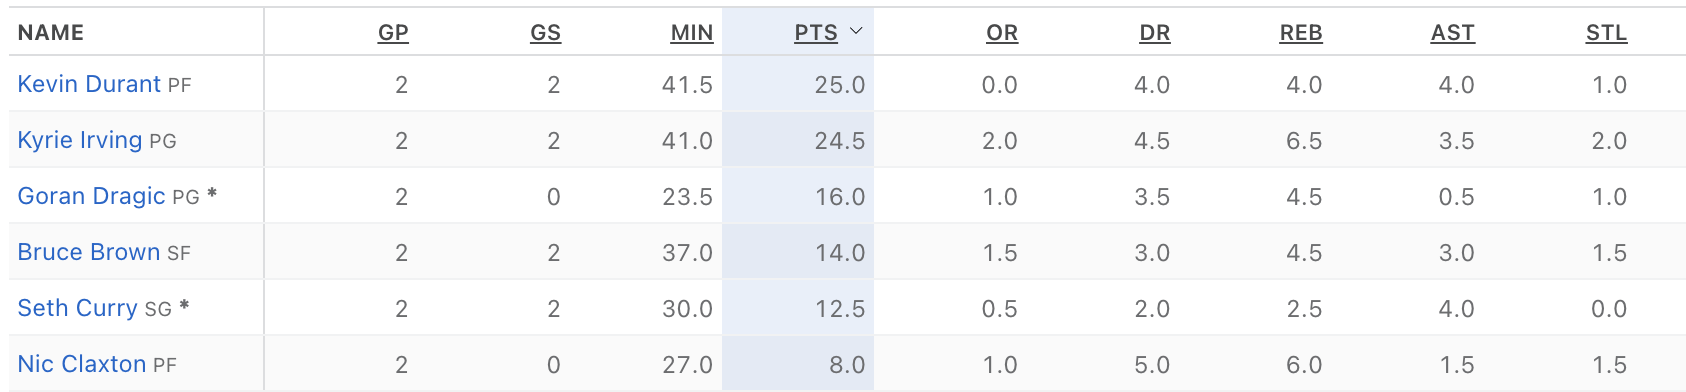 NAME GP GS MIN PTS OR DR REB AST STL
Kevin Durant PF 2 2 41.5 25.0 0.0 4.0 4.0 4.0 1.0
Kyrie Irving PG 2 2 41.0 24.5 2.0 4.5 6.5 3.5 2.0
Goran Dragic PG * 2 0 23.5 16.0 1.0 3.5 4.5 0.5 1.0
Bruce Brown SF 2 2 37.0 14.0 1.5 3.0 4.5 3.0 1.5
Seth Curry SG * 2 2 30.0 12.5 0.5 2.0 2.5 4.0 0.0
Nic Claxton PF 2 0 27.0 8.0 1.0 5.0 6.0 1.5 1.5